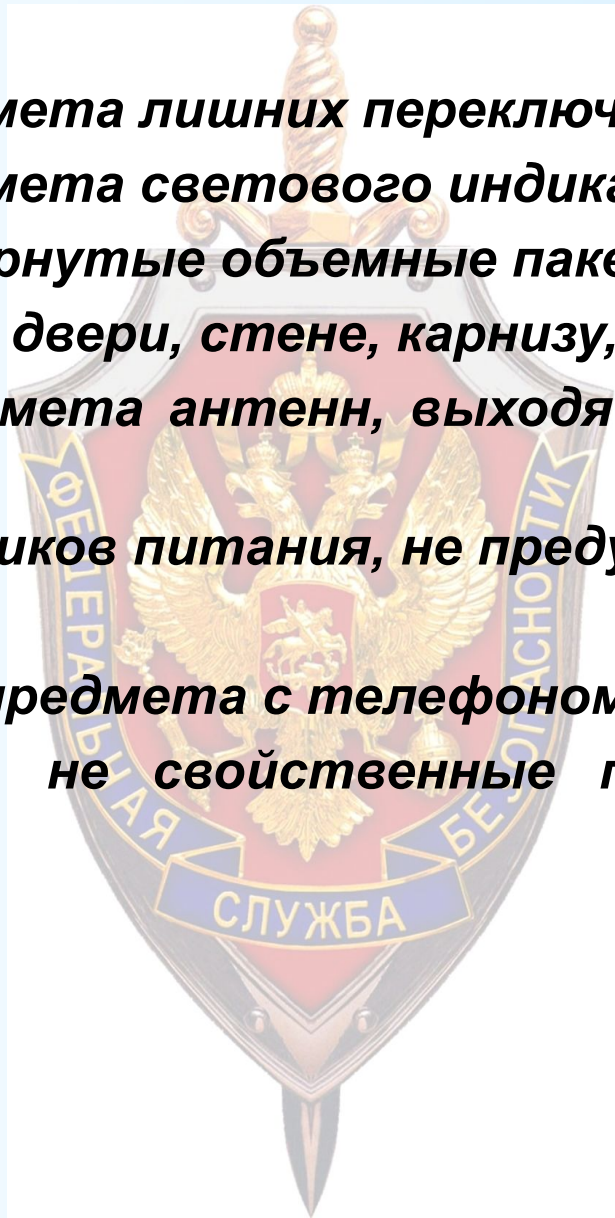 мета лишних переключ
мета светового индика
рнутые объемные паке
двери, стене, карнизу,
мета антенн, выходя
иков питания, не преду
предмета с телефоном
не свойственные п
ФЕДЕРАЛЬНАЯ
СЛУЖБА
БЕЗОПАСНОСТИ